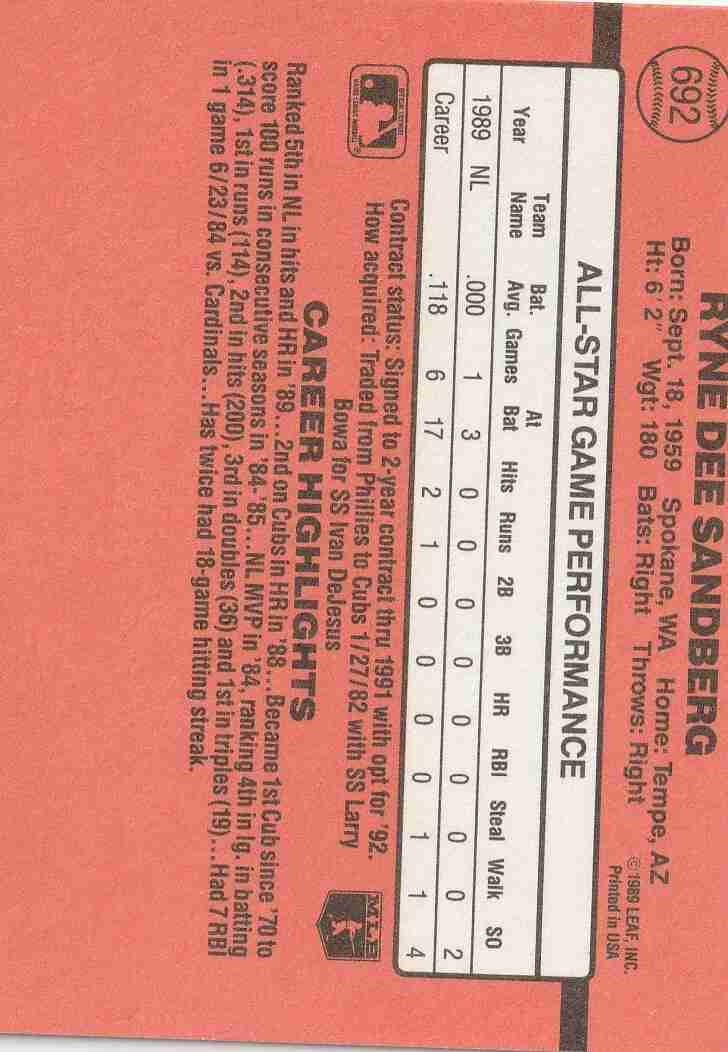 692
RYNE DEE SANDBERG
Born: Sept. 18, 1959 Spokane, WA Home: Tempe, AZ
Ht: 6' 2" Wgt: 180 Bats: Right Throws: Right
©1989 LEAF, INC.
Printed in USA
ALL-STAR GAME PERFORMANCE
Team Bat. At
Year Name Avg. Games Bat Hits Runs 2B 3B HR RBI Steal Walk SO
1989 NL .000 1 3 0 0 0 0 0 0 0 0 2
Career .118 6 17 2 1 0 0 0 0 1 1 4
Contract status: Signed to 2-year contract thru 1991 with opt for '92.
How acquired: Traded from Phillies to Cubs 1/27/82 with SS Larry
Bowa for SS Ivan DeJesus
MLB
CAREER HIGHLIGHTS
Ranked 5th in NL in hits and HR in '89...2nd on Cubs in HR in '88...Became 1st Cub since '70 to
score 100 runs in consecutive seasons in '84-'85...NL MVP in '84, ranking 4th in lg. in batting
(.314), 1st in runs (114), 2nd in hits (200), 3rd in doubles (36) and 1st in triples (19)...Had 7 RBI
in 1 game 6/23/84 vs. Cardinals...Has twice had 18-game hitting streak.